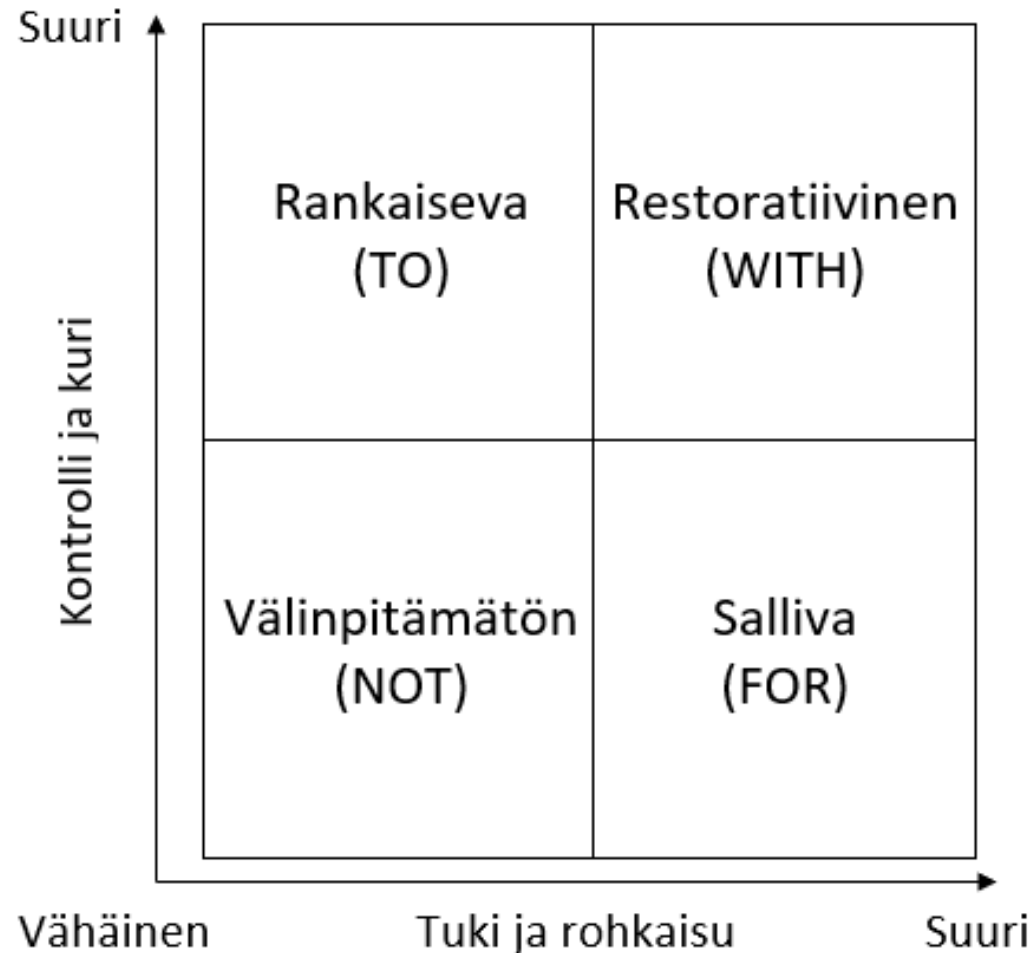 Suuri
Rankaiseva
(TO)
Restoratiivinen
(WITH)
Kontrolli ja kuri
Välinpitämätön
(NOT)
Salliva
(FOR)
Vähäinen
Tuki ja rohkaisu
Suuri